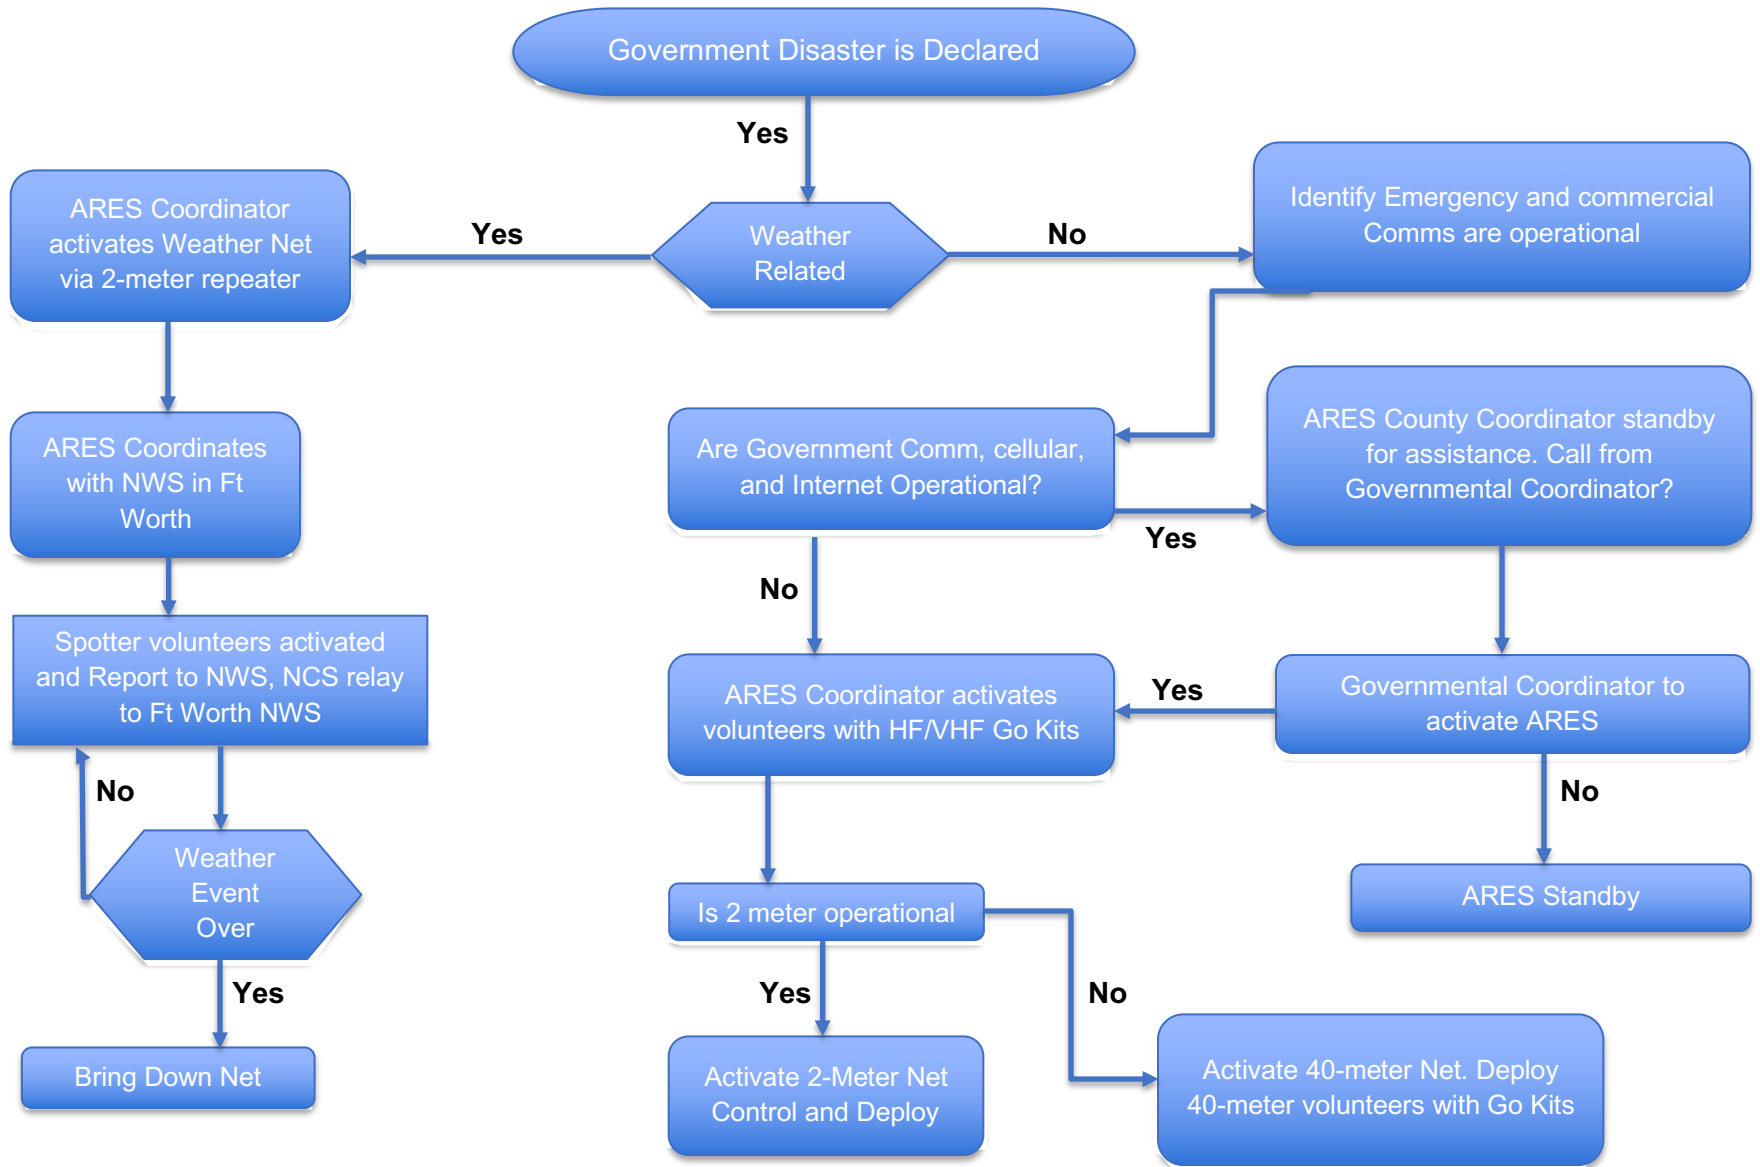 Government Disaster is Declared
Yes
Weather
Related
Yes
No
ARES Coordinator
activates Weather Net
via 2-meter repeater
Identify Emergency and commercial
Comms are operational
ARES Coordinates
with NWS in Ft
Worth
Are Government Comm, cellular,
and Internet Operational?
ARES County Coordinator standby
for assistance. Call from
Governmental Coordinator?
Yes
No
Spotter volunteers activated
and Report to NWS, NCS relay
to Ft Worth NWS
ARES Coordinator activates
volunteers with HF/VHF Go Kits
Yes
Governmental Coordinator to
activate ARES
No
No
Weather
Event
Over
Is 2 meter operational
ARES Standby
Yes
Yes
No
Bring Down Net
Activate 2-Meter Net
Control and Deploy
Activate 40-meter Net. Deploy
40-meter volunteers with Go Kits